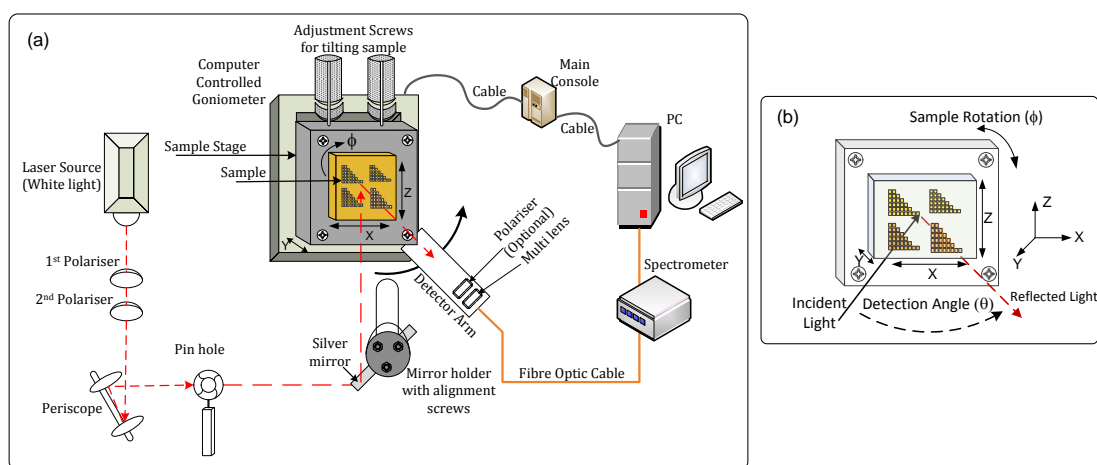 (a)
Adjustment Screws
for tilting sample
Computer
Controlled
Goniometer
Main
Console
Cable
Cable
PC
Sample Stage
Sample
ϕ
Z
X
Y
Laser Source
(White light)
1st Polariser
2nd Polariser
Polariser
(Optional)
Multi lens
Detector Arm
Spectrometer
Pin hole
Silver
mirror
Mirror holder
with alignment
screws
Fibre Optic Cable
Periscope
(b)
Sample Rotation (ϕ)
Z
X
Y
Z
X
Y
Incident
Light
Detection Angle (θ)
Reflected Light